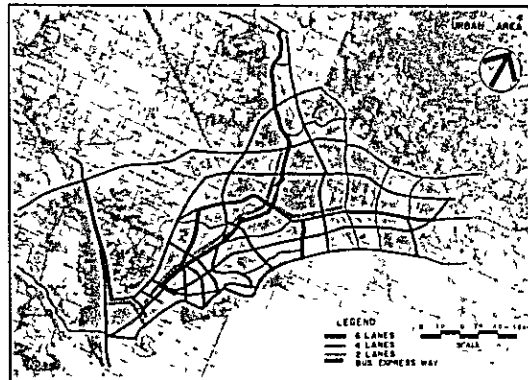 URBAN AREA
LEGEND
6 LANES
4 LANES
2 LANES
BUS EXPRESS WAY
SCALE